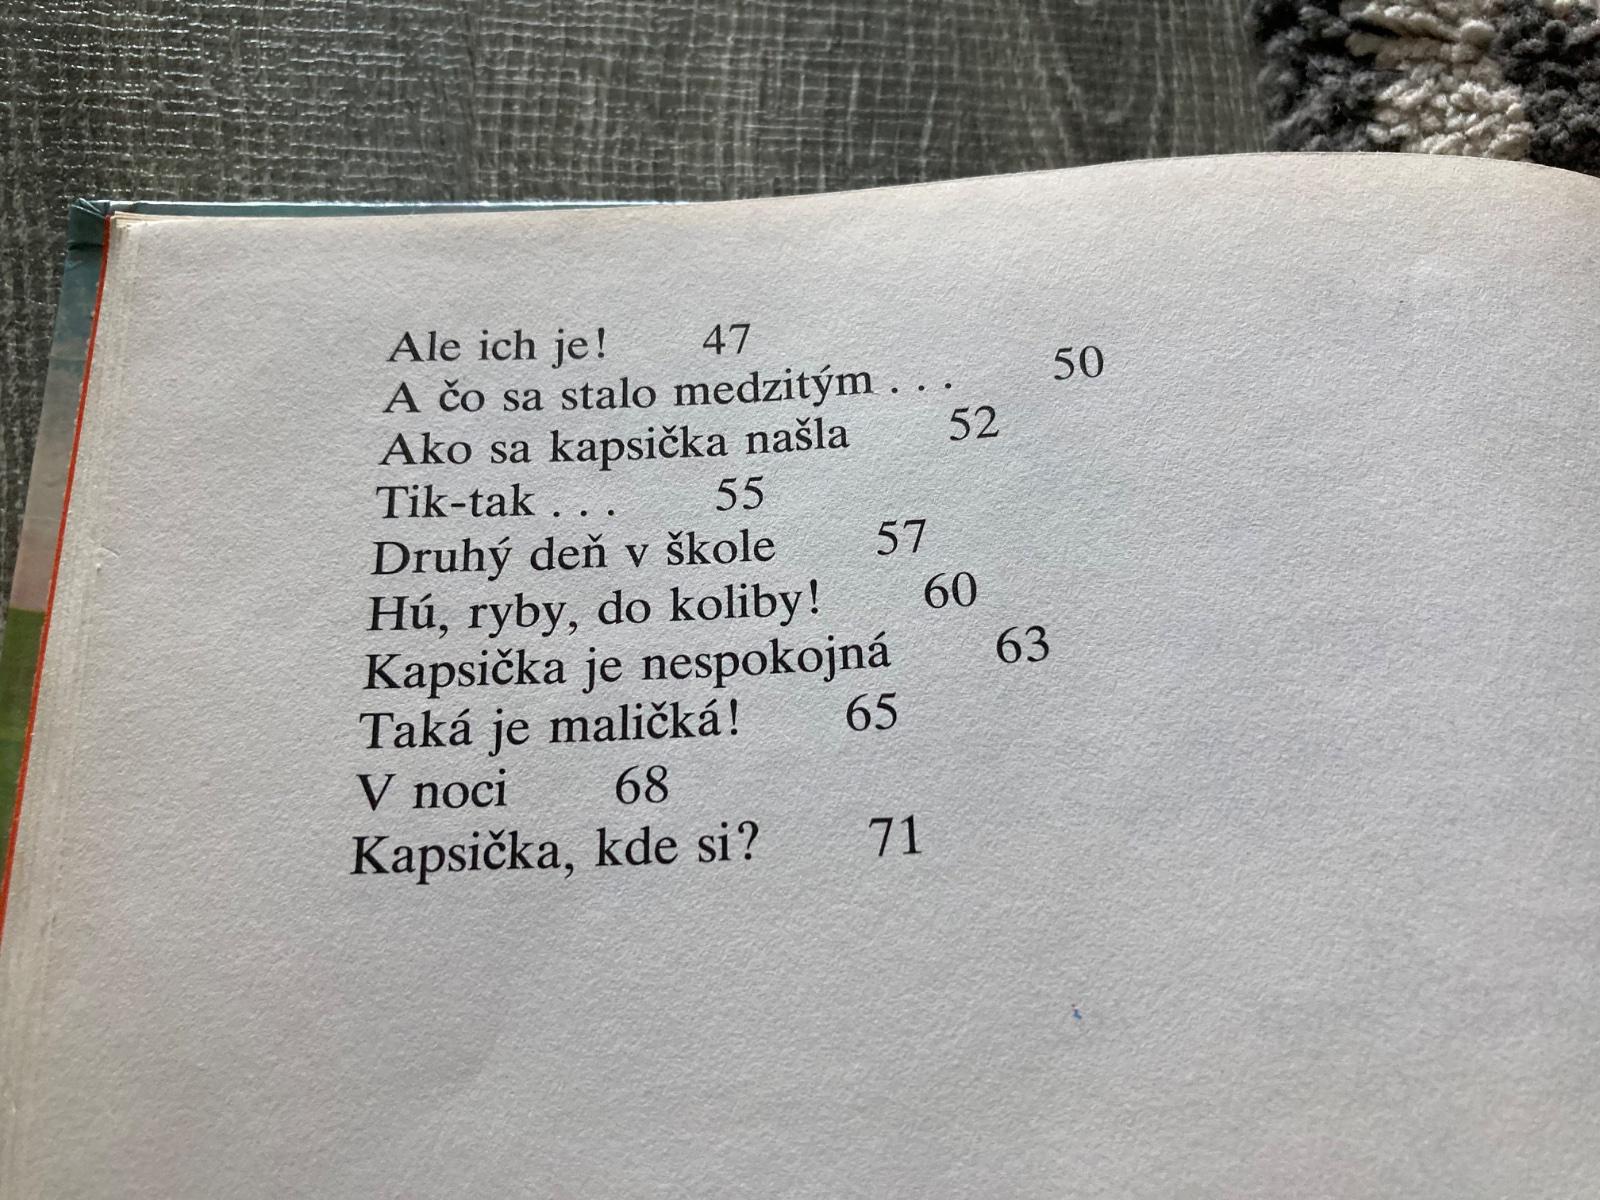 Ale ich je! 47
A čo sa stalo medzitým . . . 50
Ako sa kapsička našla 52
Tik-tak . . . 55
Druhý deň v škole 57
Hú, ryby, do koliby! 60
Kapsička je nespokojná 63
Taká je maličká! 65
V noci 68
Kapsička, kde si? 71